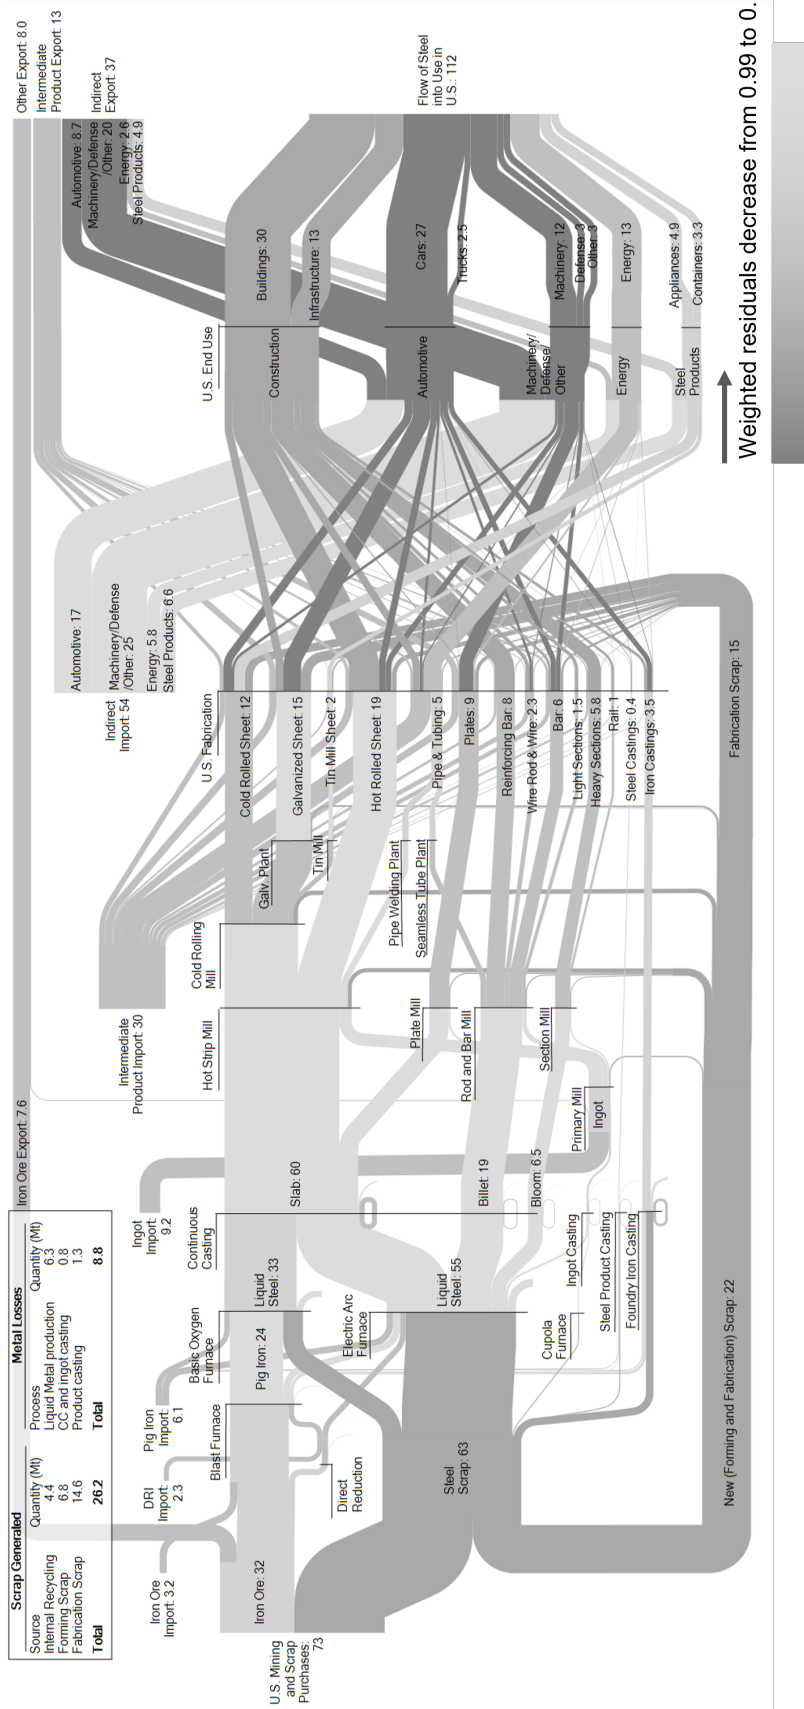 Scrap Generated
Source Quantity (Mt)
Internal Recycling 4.4
Forming Scrap 6.8
Fabrication Scrap 14.6
Total 26.2
Metal Losses
Process Quantity (Mt)
Liquid Metal production 6.3
CC and ingot casting 0.8
Product casting 1.3
Total 8.8
Iron Ore Export: 7.6
Other Export: 8.0
Intermediate
Product Export: 13
Indirect
Export: 37
Automotive: 8.7
Machinery/Defense
/Other: 20
Energy: 2.6
Steel Products: 4.9
Automotive: 17
Machinery/Defense
/Other: 25
Energy: 5.8
Steel Products: 6.6
Indirect
Import: 54
Intermediate
Product Import: 30
Ingot
Import:
9.2
Pig Iron
Import:
6.1
DRI
Import:
2.3
Iron Ore
Import: 3.2
U.S. Mining
and Scrap
Purchases:
73
Iron Ore: 32
Blast Furnace
Direct
Reduction
Pig Iron: 24
Basic Oxygen
Furnace
Electric Arc
Furnace
Steel
Scrap: 63
Cupola
Furnace
Liquid
Steel: 33
Liquid
Steel: 55
Continuous
Casting
Ingot Casting
Steel Product Casting
Foundry Iron Casting
Slab: 60
Billet: 19
Bloom: 6.5
Primary Mill
Ingot
Hot Strip Mill
Plate Mill
Rod and Bar Mill
Section Mill
Cold Rolling
Mill
Galv. Plant
Tin Mill
Pipe Welding Plant
Seamless Tube Plant
U.S. Fabrication
Cold Rolled Sheet: 12
Galvanized Sheet: 15
Tin Mill Sheet: 2
Hot Rolled Sheet: 19
Pipe & Tubing: 5
Plates: 9
Reinforcing Bar: 8
Wire Rod & Wire: 2.3
Bar: 6
Light Sections: 1.5
Heavy Sections: 5.8
Rail: 1
Steel Castings: 0.4
Iron Castings: 3.5
U.S. End Use
Construction
Automotive
Machinery/
Defense/
Other
Energy
Steel
Products
Buildings: 30
Infrastructure: 13
Cars: 27
Trucks: 2.5
Machinery: 12
Defense: 3
Other: 3
Energy: 13
Appliances: 4.9
Containers: 3.3
Flow of Steel
into Use in
U.S.: 112
New (Forming and Fabrication) Scrap: 22
Fabrication Scrap: 15
Weighted residuals decrease from 0.99 to 0.